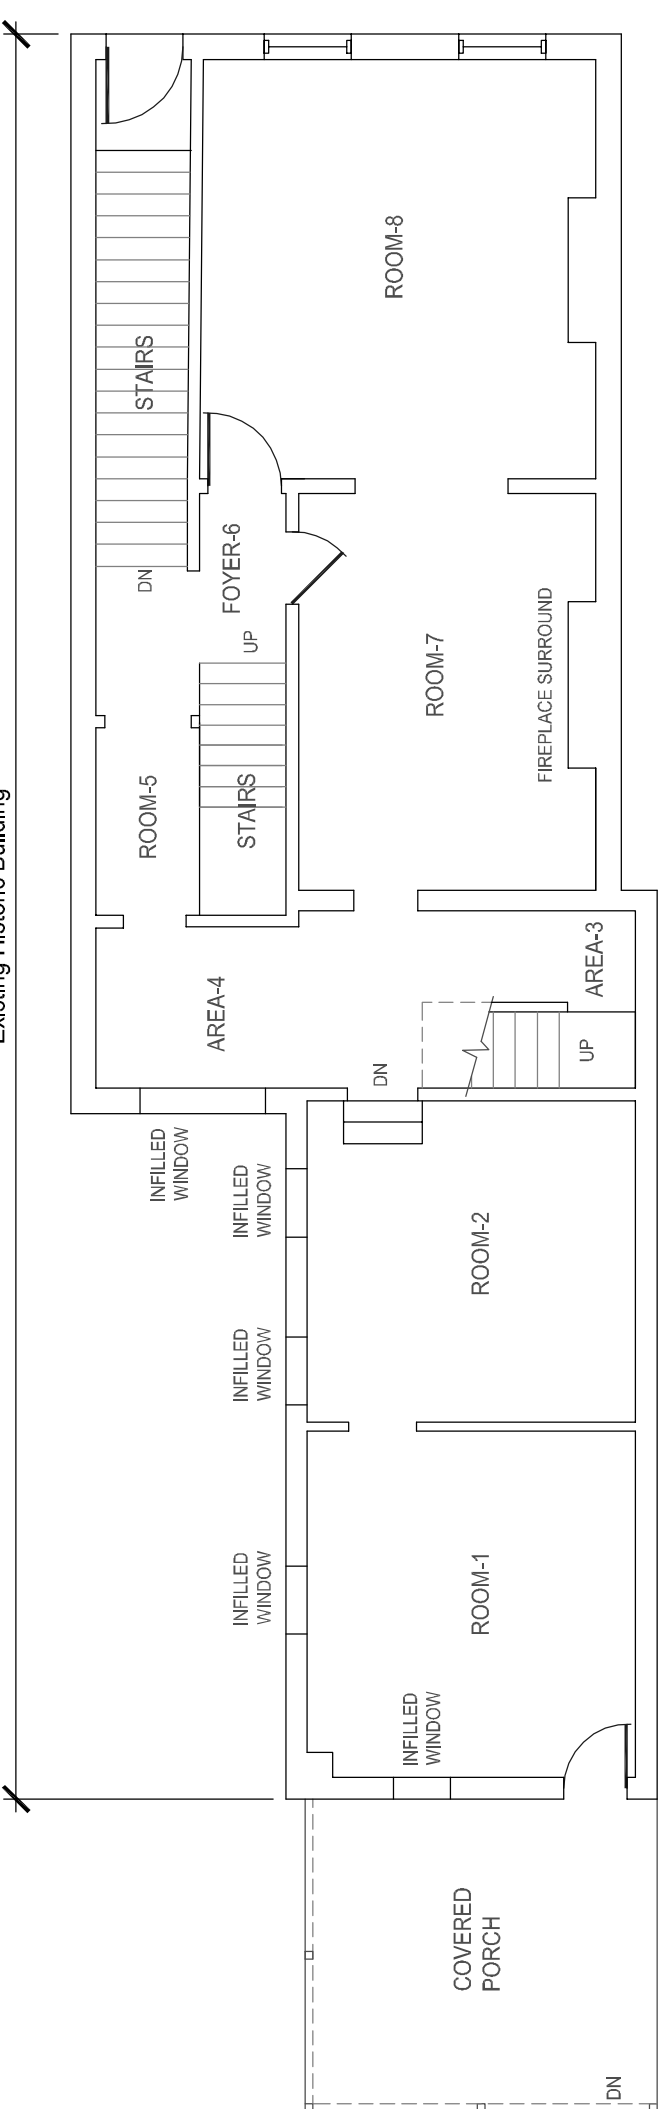 Existing Historic Building
STAIRS
ROOM-8
DN
FOYER-6
UP
ROOM-7
FIREPLACE SURROUND
ROOM-5
STAIRS
AREA-4
AREA-3
DN
UP
INFILLED
WINDOW
INFILLED
WINDOW
ROOM-2
INFILLED
WINDOW
INFILLED
WINDOW
ROOM-1
INFILLED
WINDOW
COVERED
PORCH
DN